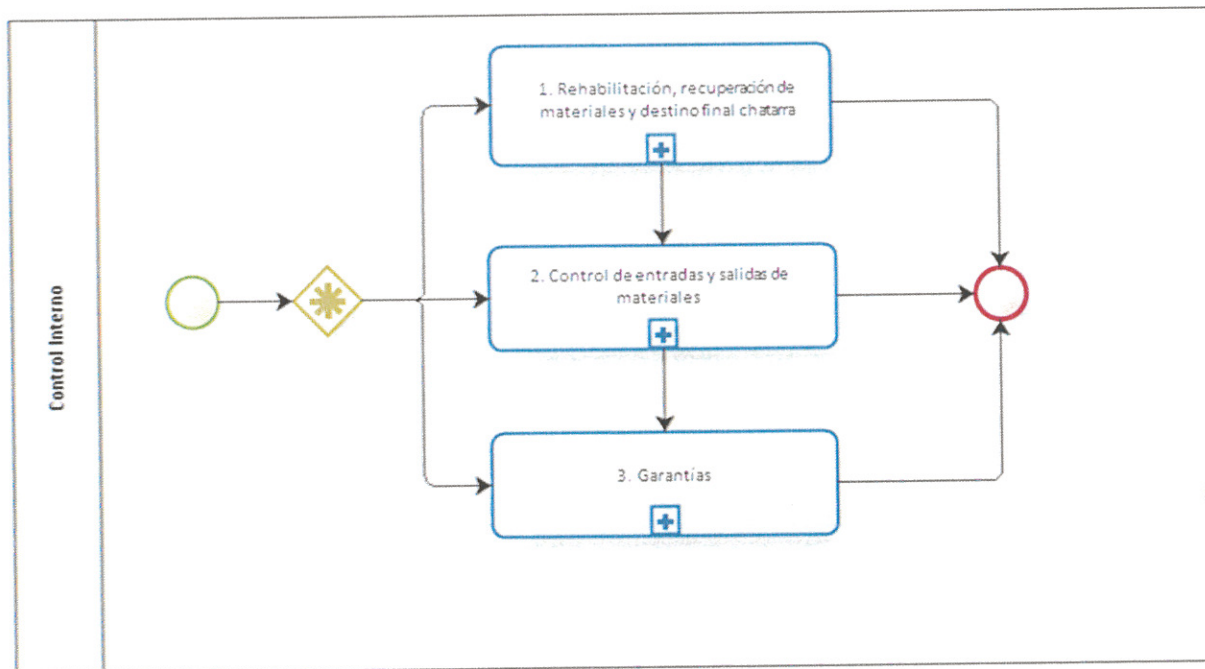 Control Interno
1. Rehabilitación, recuperación de
materiales y destino final chatarra
2. Control de entradas y salidas de
materiales
3. Garantías